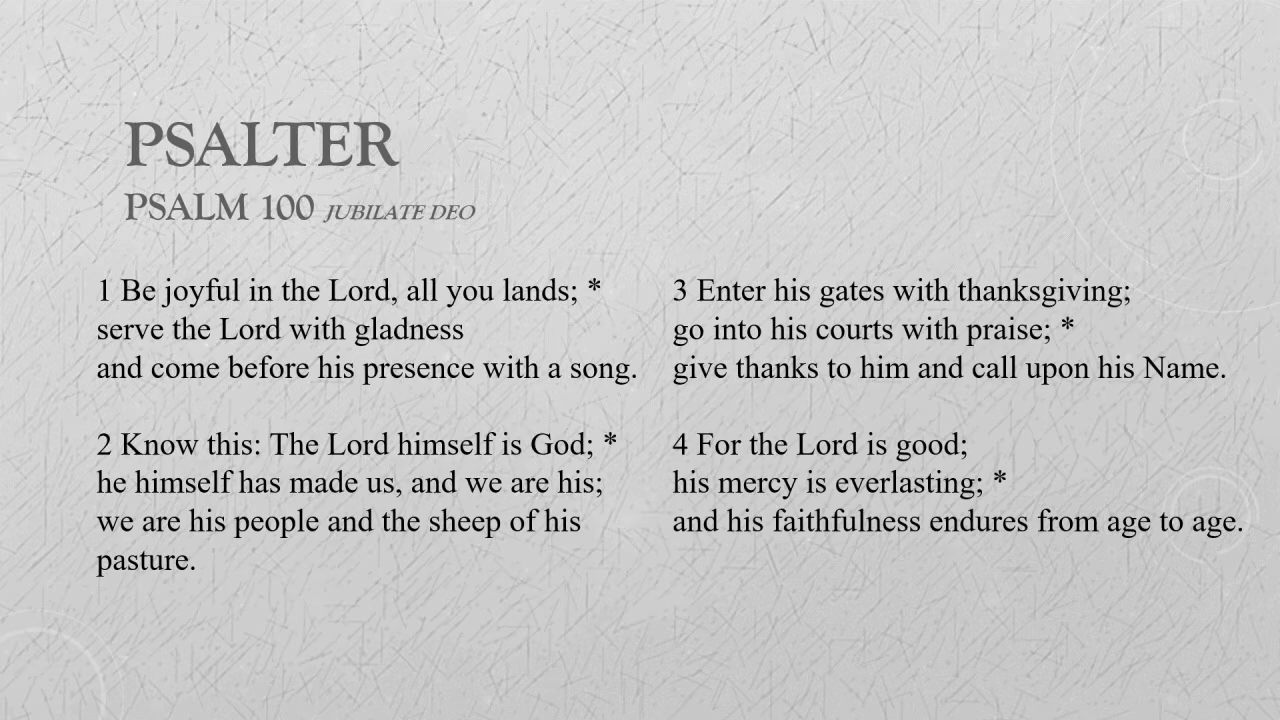 PSALTER
PSALM 100 JUBILATE DEO
1 Be joyful in the Lord, all you lands; *
serve the Lord with gladness
and come before his presence with a song.
2 Know this: The Lord himself is God; *
he himself has made us, and we are his;
we are his people and the sheep of his
pasture.
3 Enter his gates with thanksgiving;
go into his courts with praise; *
give thanks to him and call upon his Name.
4 For the Lord is good;
his mercy is everlasting; *
and his faithfulness endures from age to age.